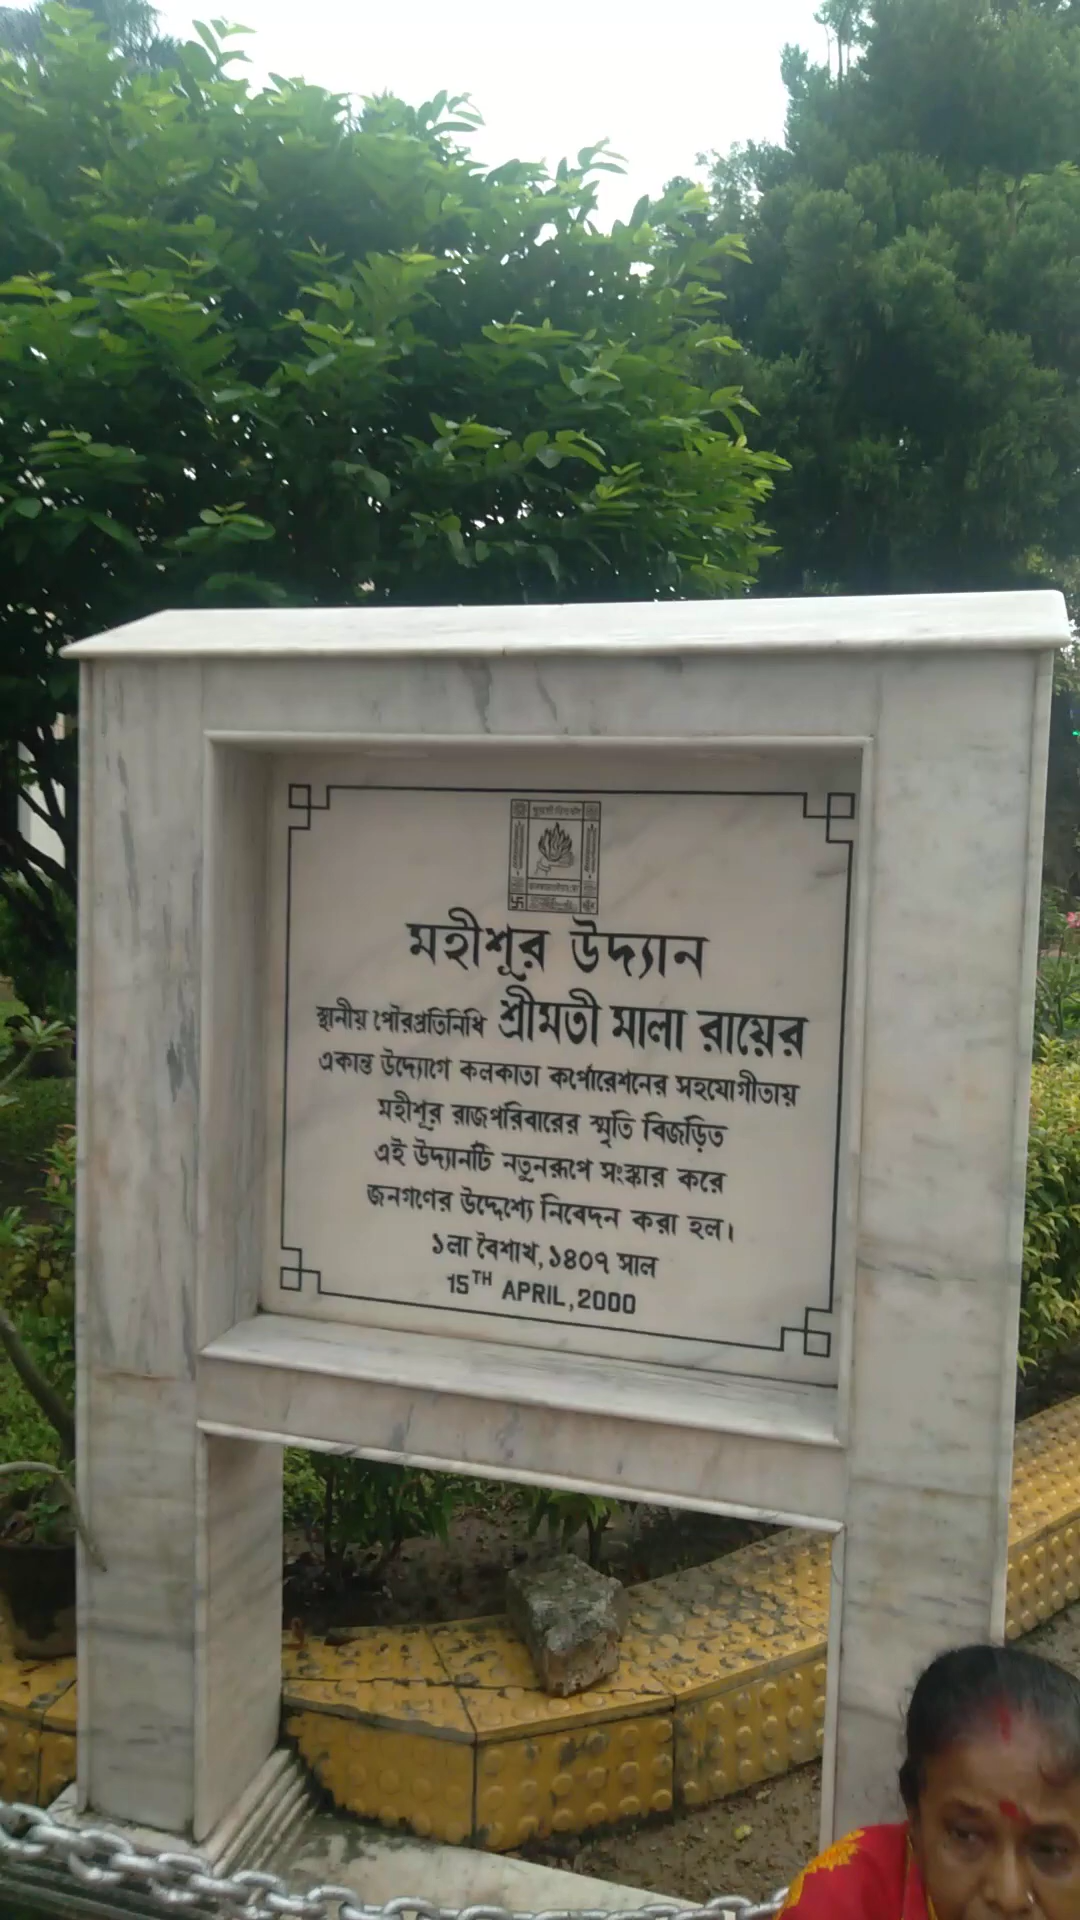 মহীশূর উদ্যান
স্থানীয় পৌরপ্রতিনিধি শ্রীমতী মালা রায়ের
একান্ত উদ্যোগে কলকাতা কর্পোরেশনের সহযোগীতায়
মহীশূর রাজপরিবারের স্মৃতি বিজড়িত
এই উদ্যানটি নতুনরূপে সংস্কার করে
জনগণের উদ্দেশ্যে নিবেদন করা হল।
১লা বৈশাখ, ১৪০৭ সাল
15TH APRIL, 2000